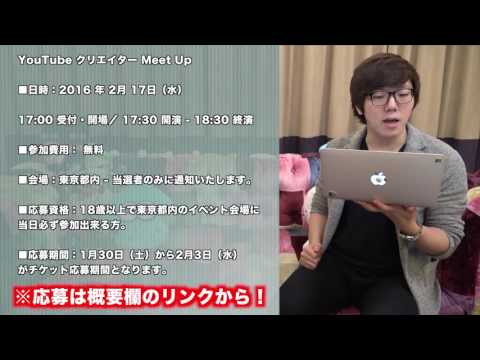 YouTube クリエイター Meet Up
■日時：2016 年 2月 17日（水）
17:00 受付・開場／ 17:30 開演 - 18:30 終演
■参加費用： 無料
■会場：東京都内 - 当選者のみに通知いたします。
■応募資格：18歳以上で東京都内のイベント会場に
当日必ず参加出来る方。
■応募期間：1月30日（土）から2月3日（水）
がチケット応募期間となります。
※応募は概要欄のリンクから！